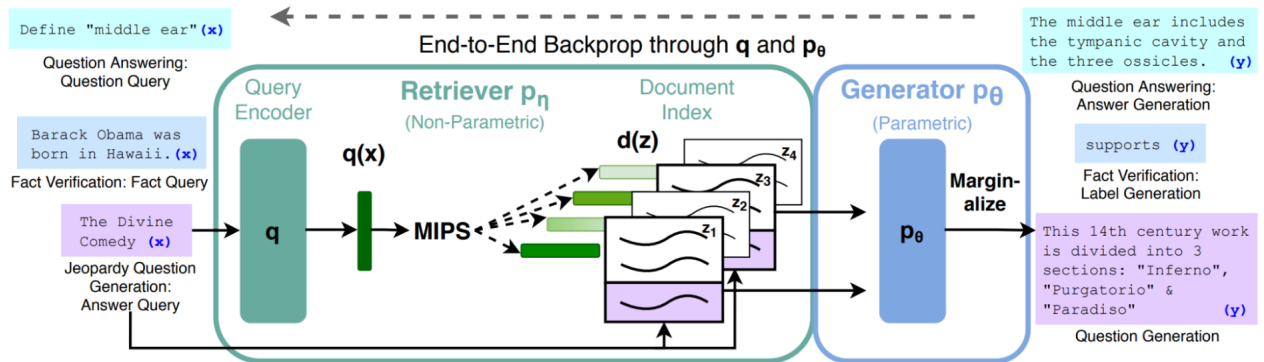 Define "middle ear" (x)
Question Answering:
Question Query
Barack Obama was
born in Hawaii. (x)
Fact Verification: Fact Query
The Divine
Comedy (x)
Jeopardy Question
Generation:
Answer Query
End-to-End Backprop through q and pθ
Query
Encoder
Retriever pη
(Non-Parametric)
Document
Index
q
q(x)
MIPS
d(z)
z4
z3
z2
z1
Generator pθ
(Parametric)
pθ
Margin-
alize
The middle ear includes
the tympanic cavity and
the three ossicles. (y)
Question Answering:
Answer Generation
supports (y)
Fact Verification:
Label Generation
This 14th century work
is divided into 3
sections: "Inferno",
"Purgatorio" &
"Paradiso" (y)
Question Generation